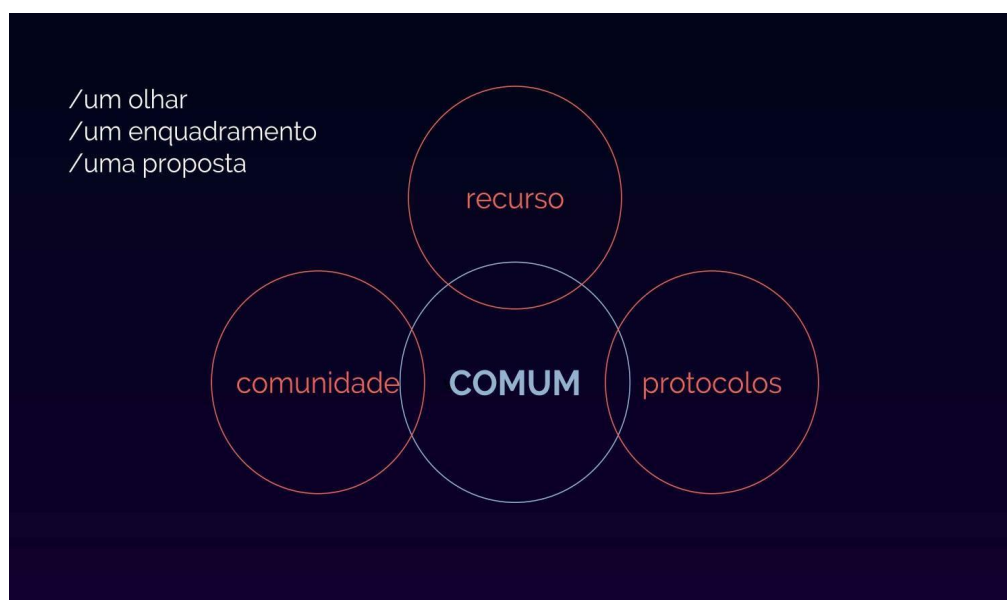 /um olhar
/um enquadramento
/uma proposta
recurso
comunidade
COMUM
protocolos